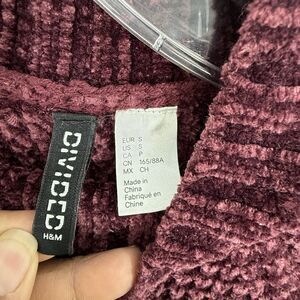 DIVIDED
H&M
EUR S
US S
CA P
CN 165/88A
MX CH
Made in
China
Fabriqué en
Chine